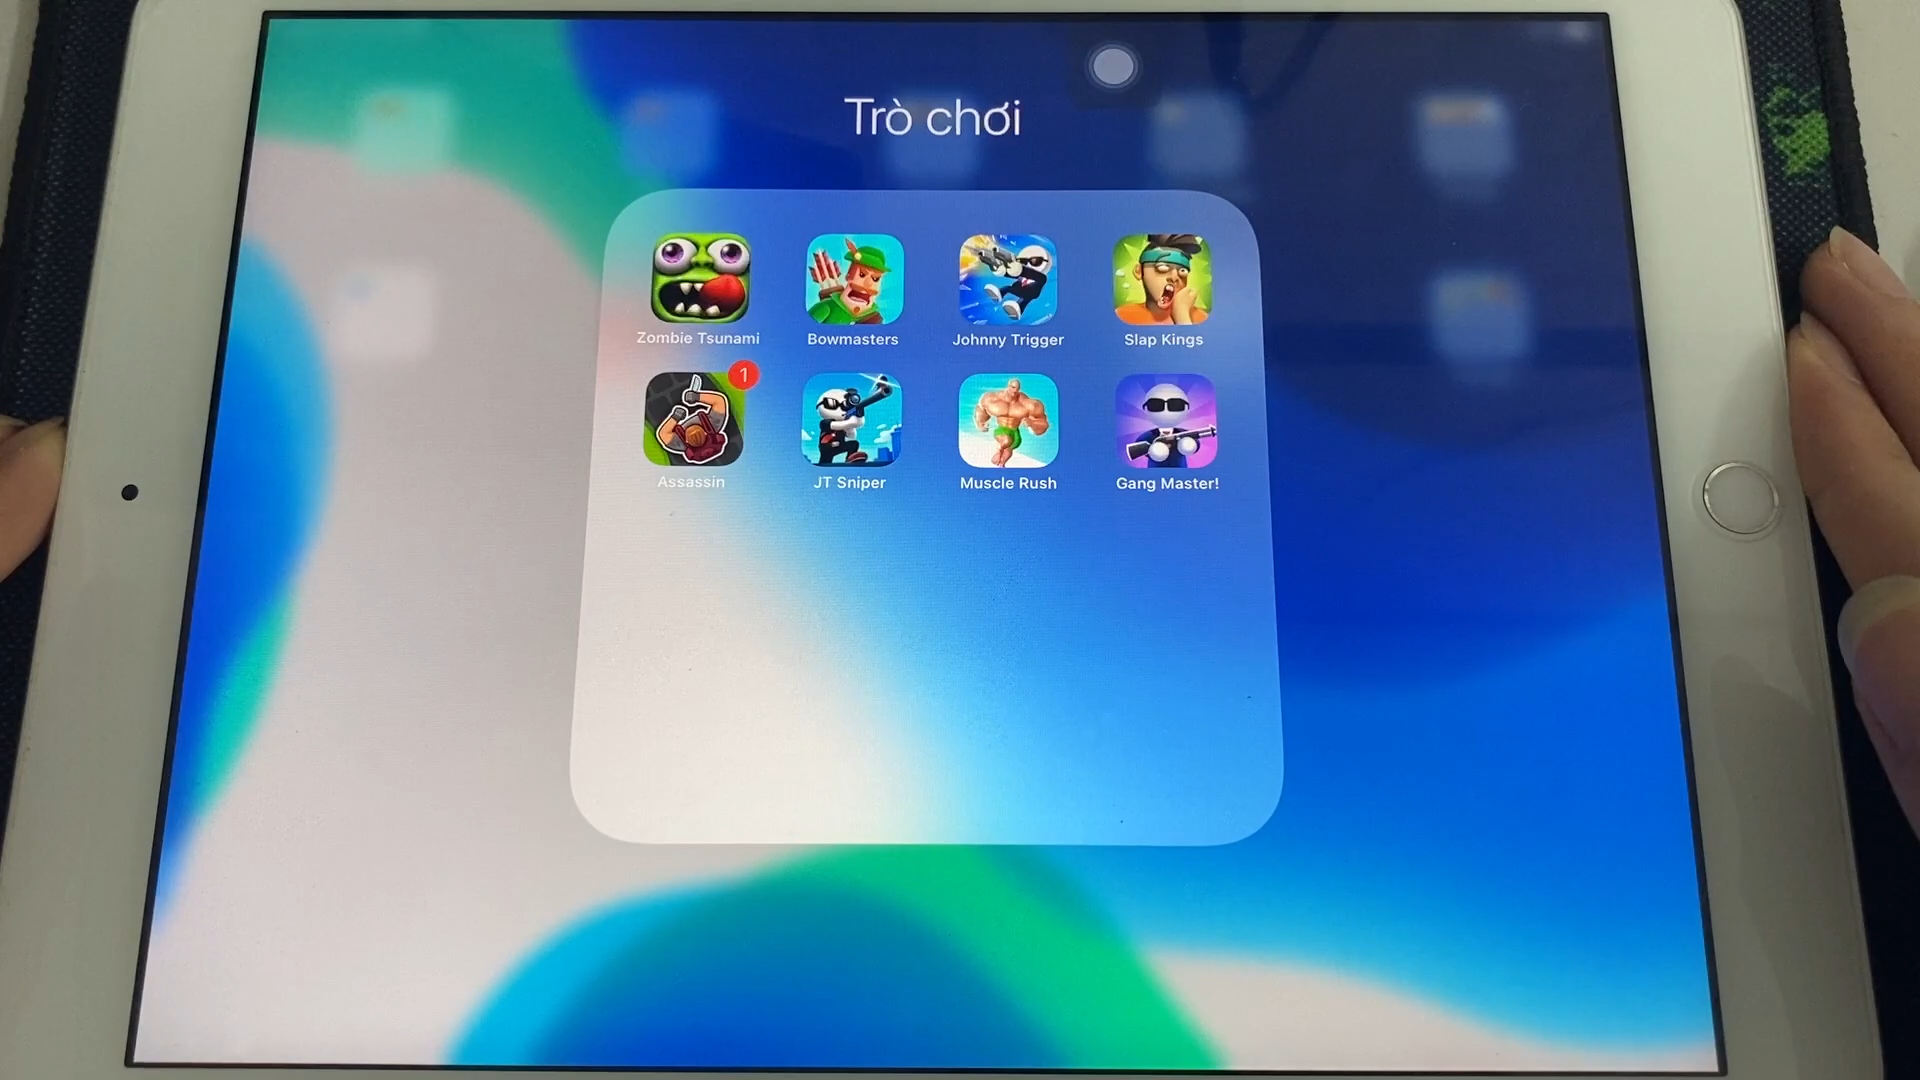 Trò chơi
Zombie Tsunami
Bowmasters
Johnny Trigger
Slap Kings
1
Assassin
JT Sniper
Muscle Rush
Gang Master!